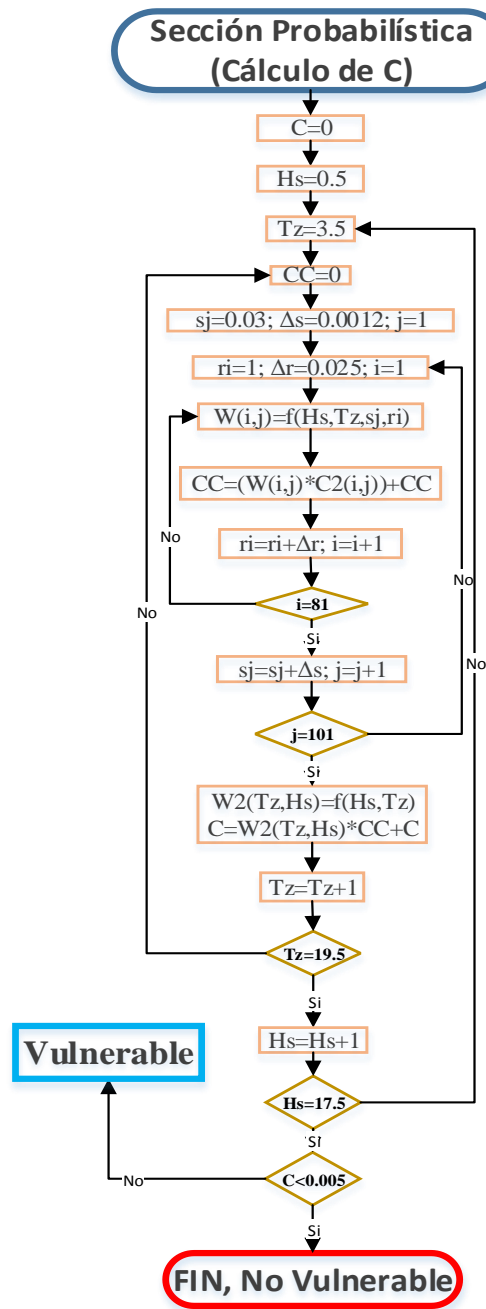 Sección Probabilística
(Cálculo de C)
C=0
Hs=0.5
Tz=3.5
CC=0
sj=0.03; Δs=0.0012; j=1
ri=1; Δr=0.025; i=1
W(i,j)=f(Hs,Tz,sj,ri)
CC=(W(i,j)*C2(i,j))+CC
No
ri=ri+Δr; i=i+1
No
i=81
No
Si
sj=sj+Δs; j=j+1
No
j=101
Si
W2(Tz,Hs)=f(Hs,Tz)
C=W2(Tz,Hs)*CC+C
Tz=Tz+1
Tz=19.5
Si
Hs=Hs+1
Vulnerable
Hs=17.5
Si
No
C<0.005
Si
FIN, No Vulnerable